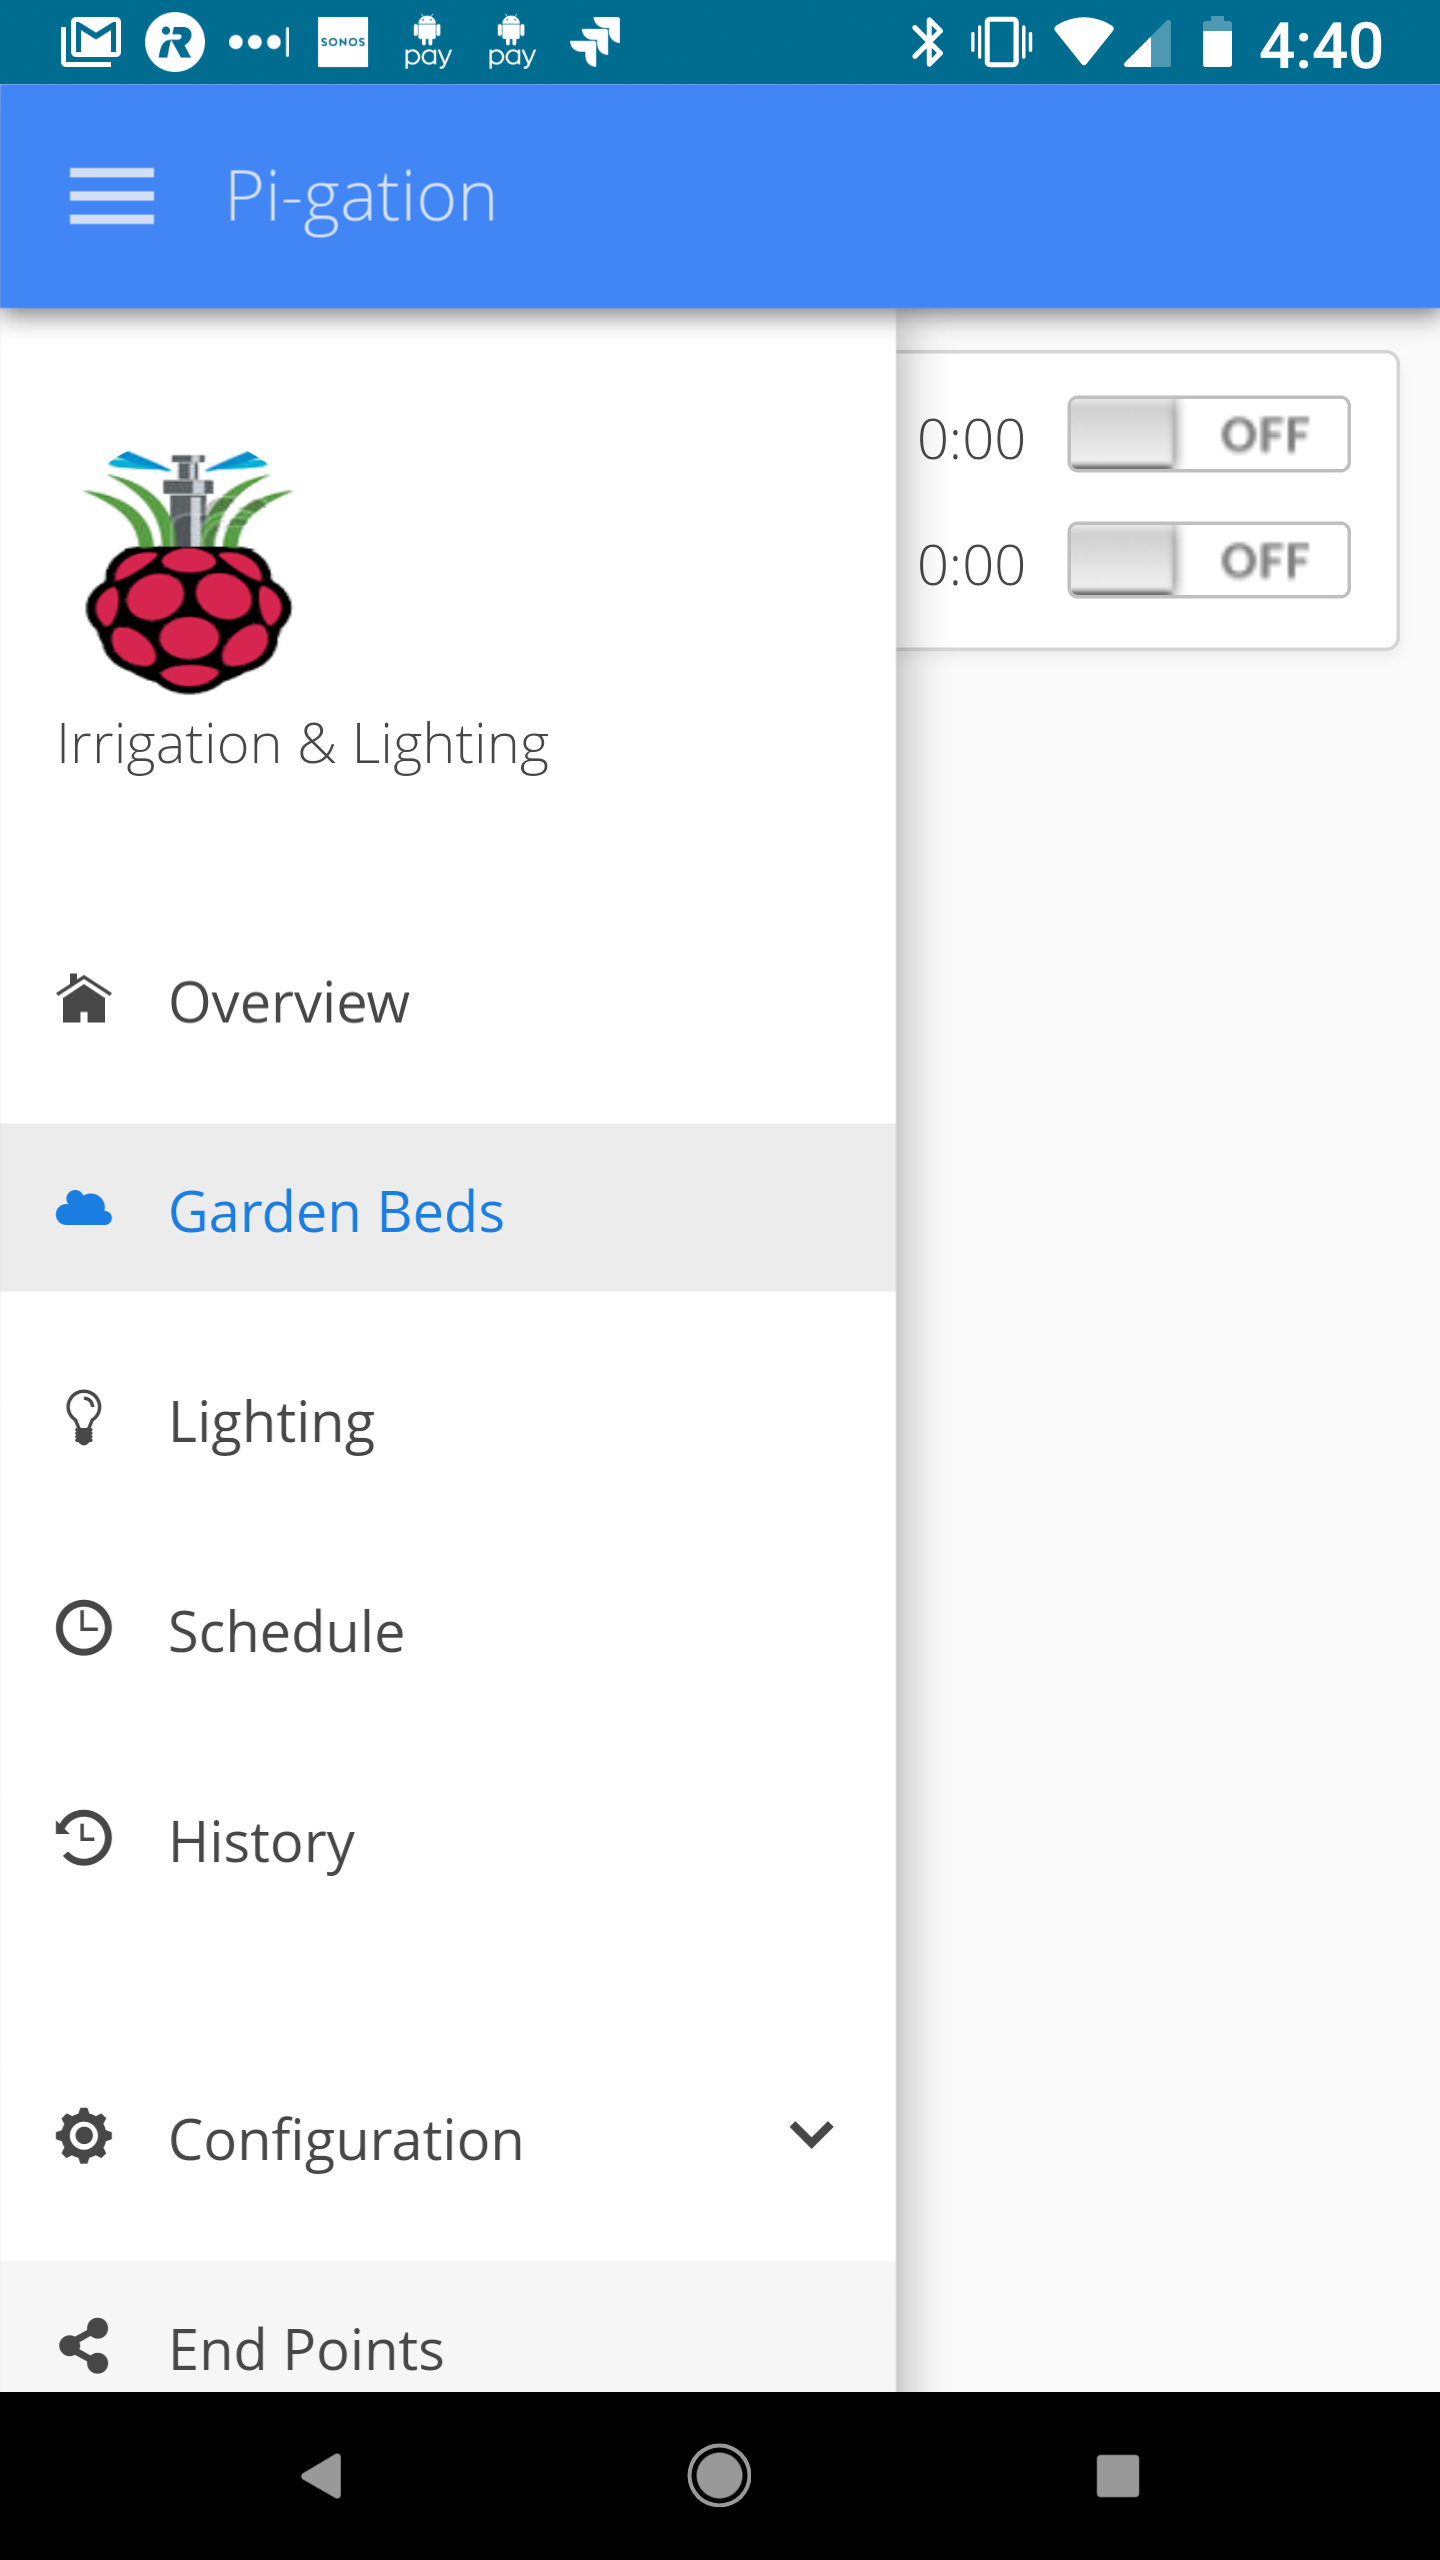 SONOS
pay
pay
4:40
Pi-gation
0:00 OFF
0:00 OFF
Irrigation & Lighting
Overview
Garden Beds
Lighting
Schedule
History
Configuration
End Points